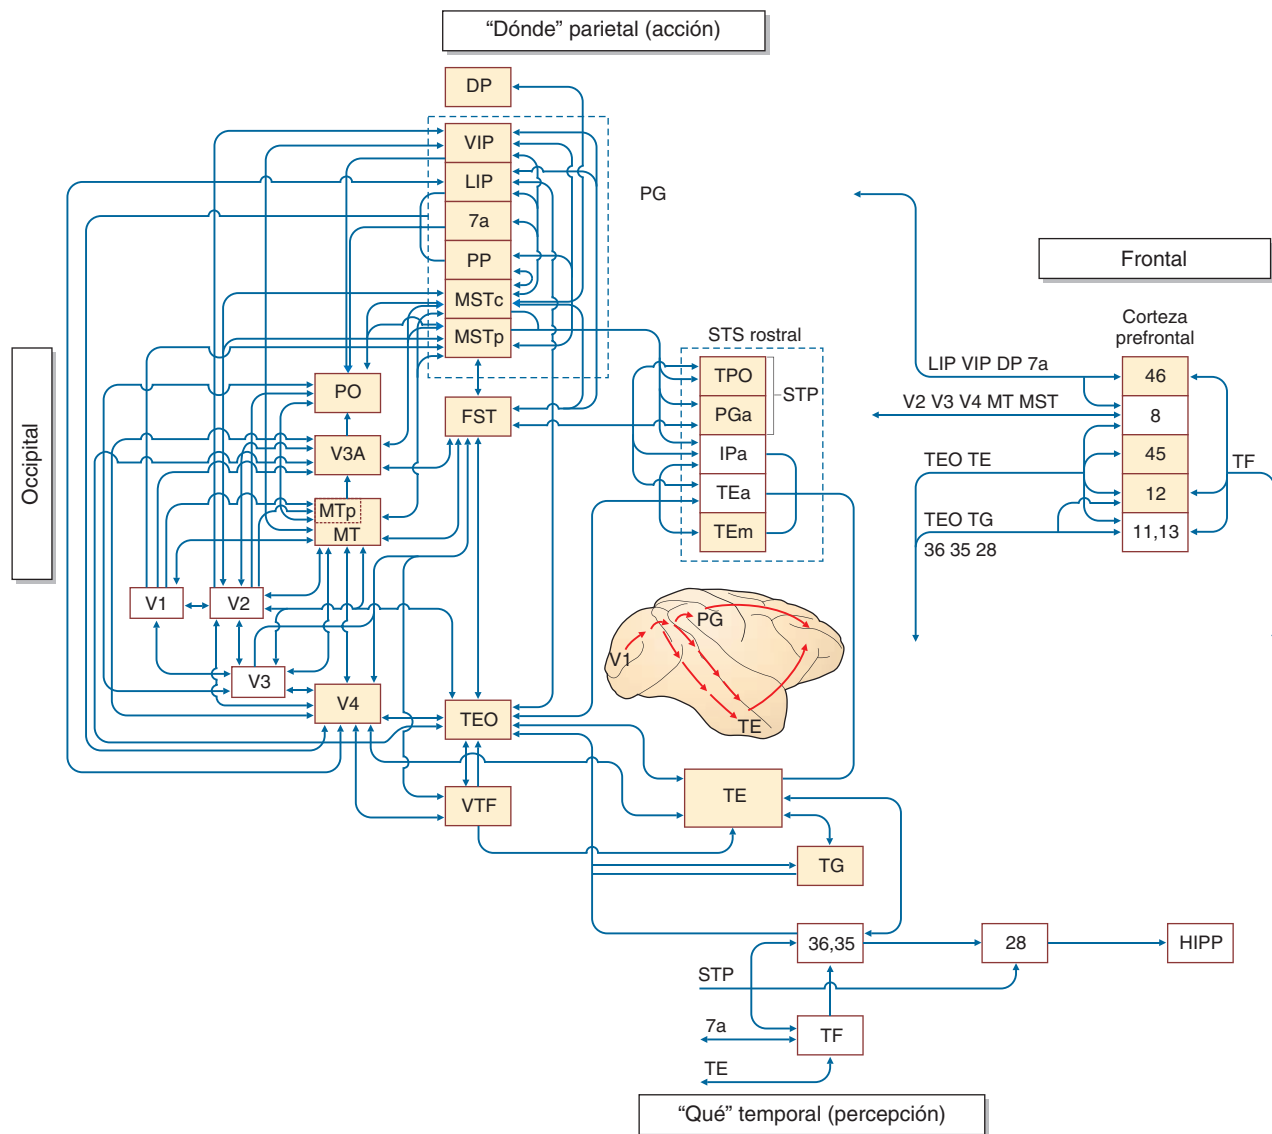 “Dónde” parietal (acción)
DP
VIP
LIP
PG
7a
PP
MSTc
MSTp
Frontal
Corteza
prefrontal
Occipital
STS rostral
LIP VIP DP 7a
46
PO
TPO
STP
FST
PGa
V2 V3 V4 MT MST
8
V3A
IPa
TEO TE
45
TF
MTp
MT
TEa
12
TEm
TEO TG
11,13
36 35 28
V1
V2
V3
V4
PG
V1
TE
TEO
VTF
TE
TG
36,35
28
HIPP
STP
7a
TF
TE
“Qué” temporal (percepción)